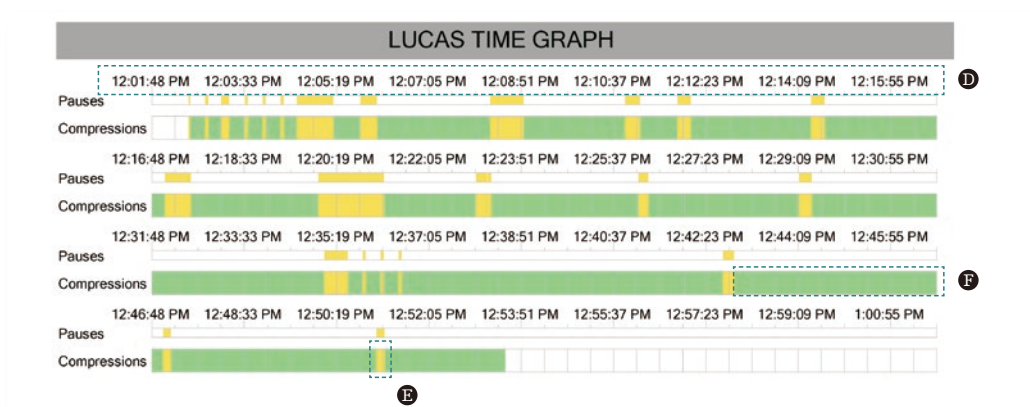 LUCAS TIME GRAPH
12:01:48 PM 12:03:33 PM 12:05:19 PM 12:07:05 PM 12:08:51 PM 12:10:37 PM 12:12:23 PM 12:14:09 PM 12:15:55 PM D
Pauses
Compressions
12:16:48 PM 12:18:33 PM 12:20:19 PM 12:22:05 PM 12:23:51 PM 12:25:37 PM 12:27:23 PM 12:29:09 PM 12:30:55 PM
Pauses
Compressions
12:31:48 PM 12:33:33 PM 12:35:19 PM 12:37:05 PM 12:38:51 PM 12:40:37 PM 12:42:23 PM 12:44:09 PM 12:45:55 PM
Pauses
Compressions F
12:46:48 PM 12:48:33 PM 12:50:19 PM 12:52:05 PM 12:53:51 PM 12:55:37 PM 12:57:23 PM 12:59:09 PM 1:00:55 PM
Pauses
Compressions
E